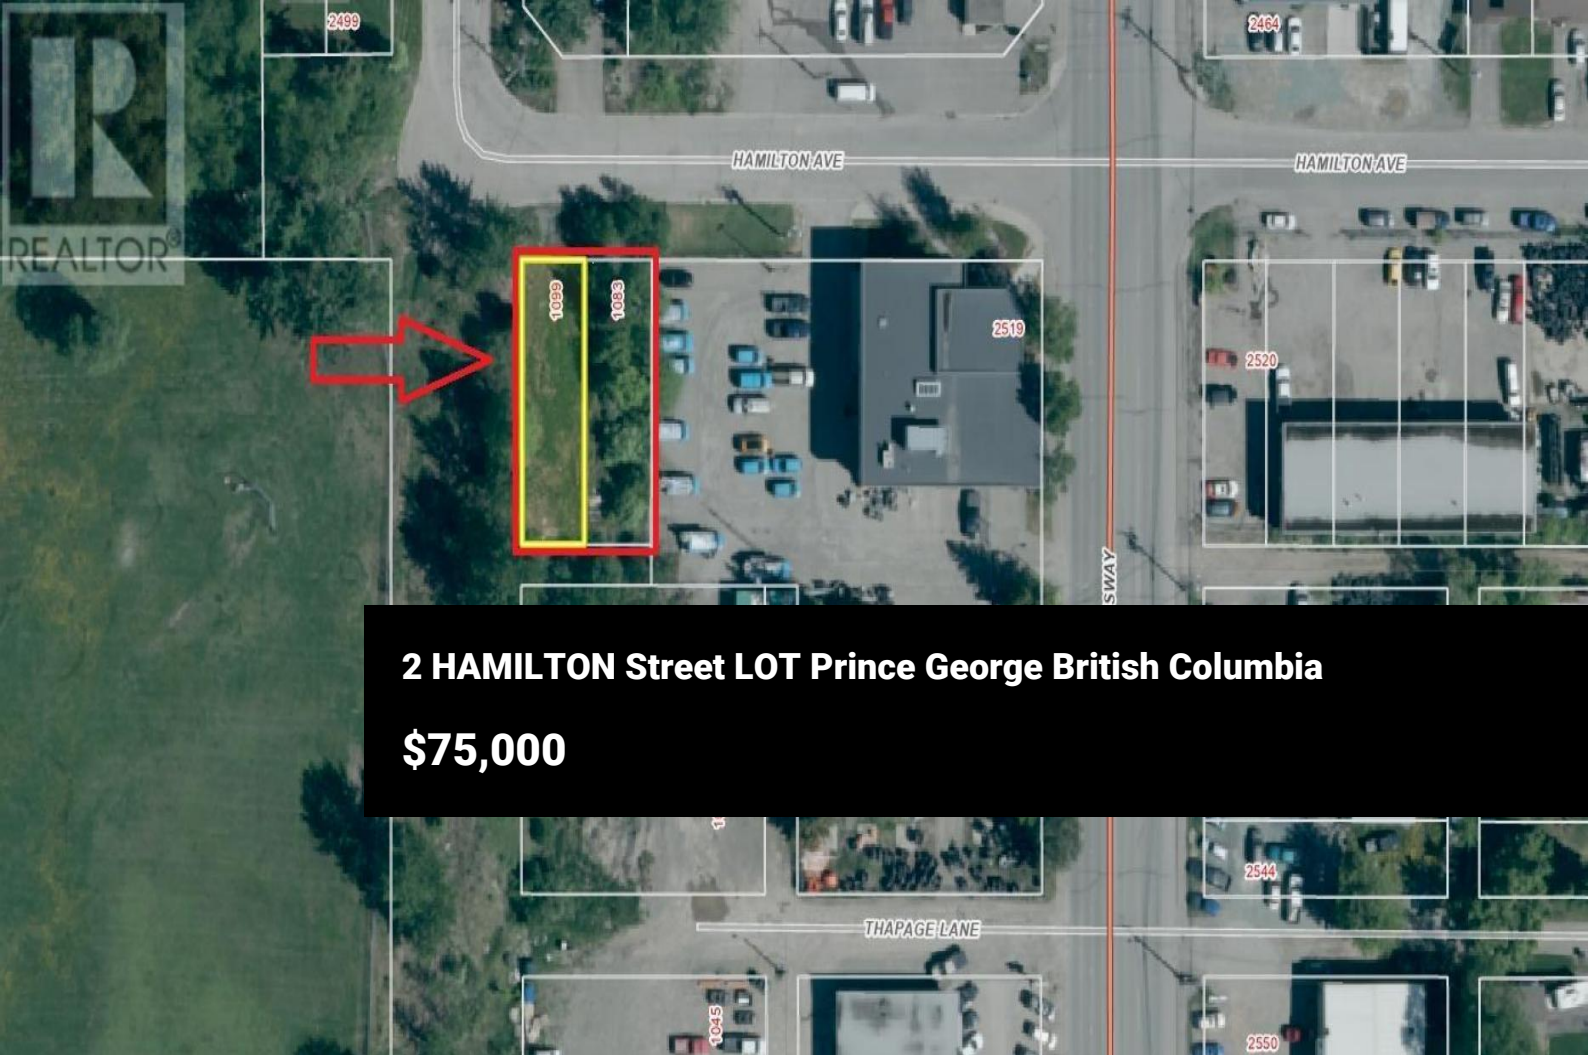 2499
2464
REALTOR®
HAMILTON AVE
HAMILTON AVE
1099
1083
2519
2520
SWAY
2 HAMILTON Street LOT Prince George British Columbia
$75,000
2544
THAPAGE LANE
1045
2550